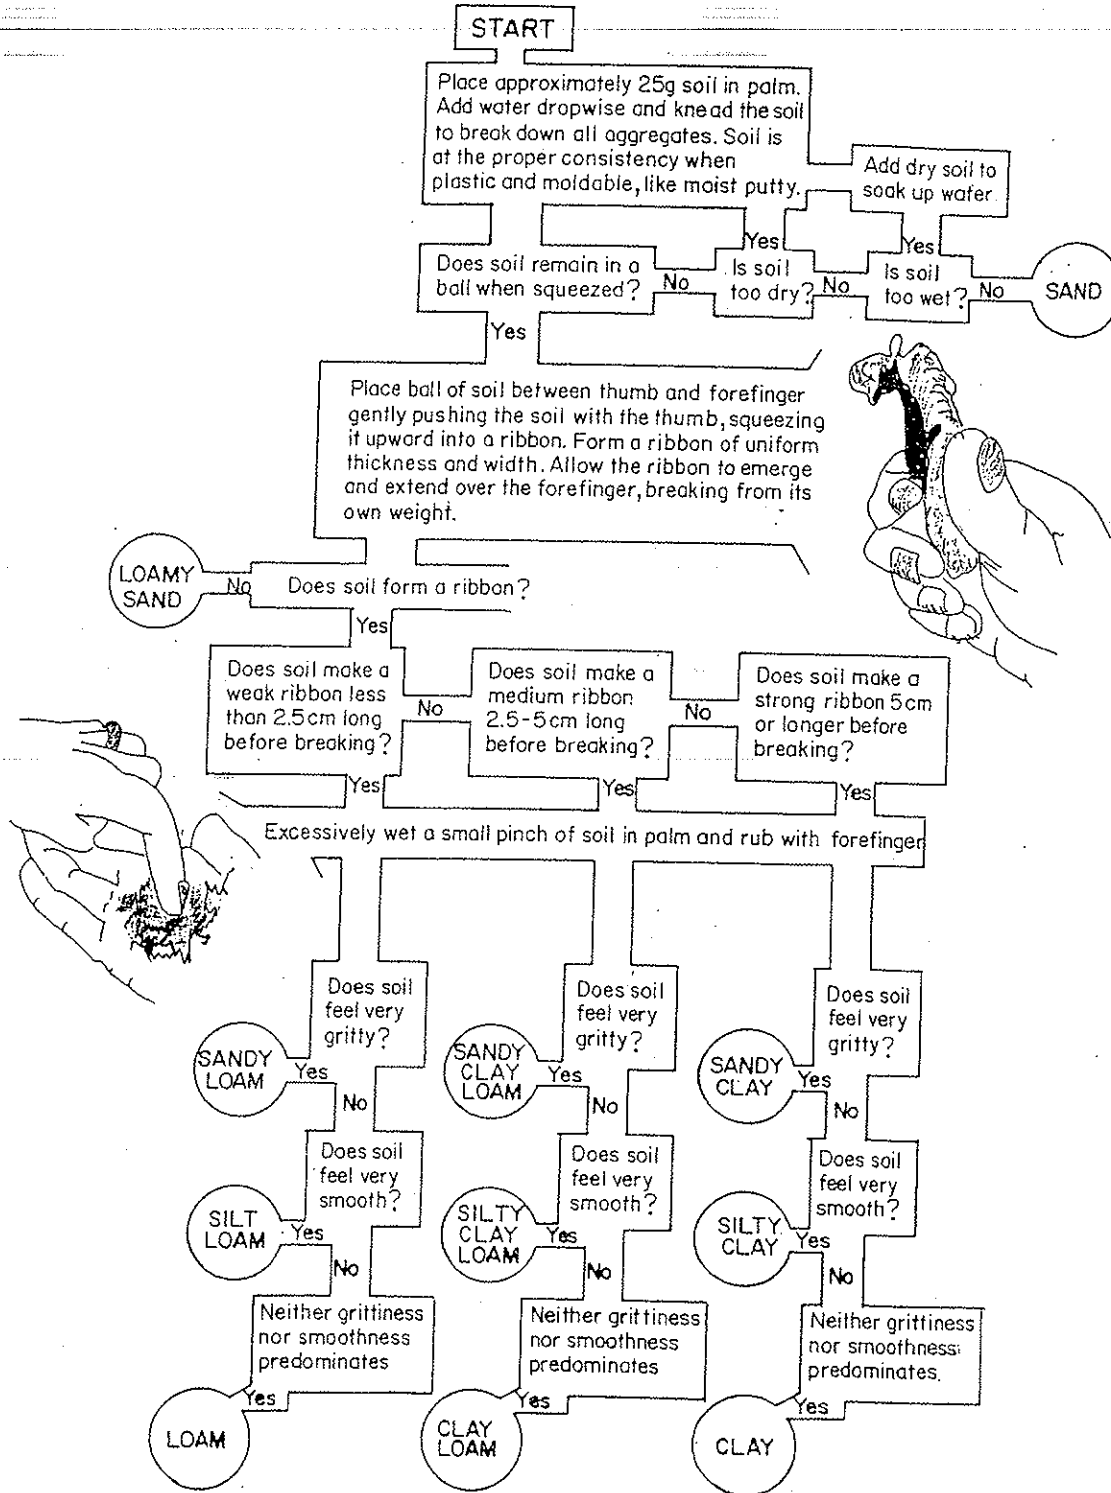 START
Place approximately 25g soil in palm.
Add water dropwise and knead the soil
to break down all aggregates. Soil is
at the proper consistency when
plastic and moldable, like moist putty.
Add dry soil to
soak up water.
Yes
Yes
Does soil remain in a
ball when squeezed?
No
Is soil
too dry?
No
Is soil
too wet?
No
SAND
Yes
Place ball of soil between thumb and forefinger
gently pushing the soil with the thumb, squeezing
it upward into a ribbon. Form a ribbon of uniform
thickness and width. Allow the ribbon to emerge
and extend over the forefinger, breaking from its
own weight.
LOAMY
SAND
No
Does soil form a ribbon?
Yes
Does soil make a
weak ribbon less
than 2.5cm long
before breaking?
No
Does soil make a
medium ribbon
2.5-5cm long
before breaking?
No
Does soil make a
strong ribbon 5cm
or longer before
breaking?
Yes
Yes
Yes
Excessively wet a small pinch of soil in palm and rub with forefinger
Does soil
feel very
gritty?
Does soil
feel very
gritty?
Does soil
feel very
gritty?
SANDY
LOAM
Yes
SANDY
CLAY
LOAM
Yes
SANDY
CLAY
Yes
No
No
No
Does soil
feel very
smooth?
Does soil
feel very
smooth?
Does soil
feel very
smooth?
SILT
LOAM
Yes
SILTY
CLAY
LOAM
Yes
SILTY
CLAY
Yes
No
No
No
Neither grittiness
nor smoothness
predominates
Neither grittiness
nor smoothness
predominates
Neither grittiness
nor smoothness
predominates.
Yes
Yes
Yes
LOAM
CLAY
LOAM
CLAY